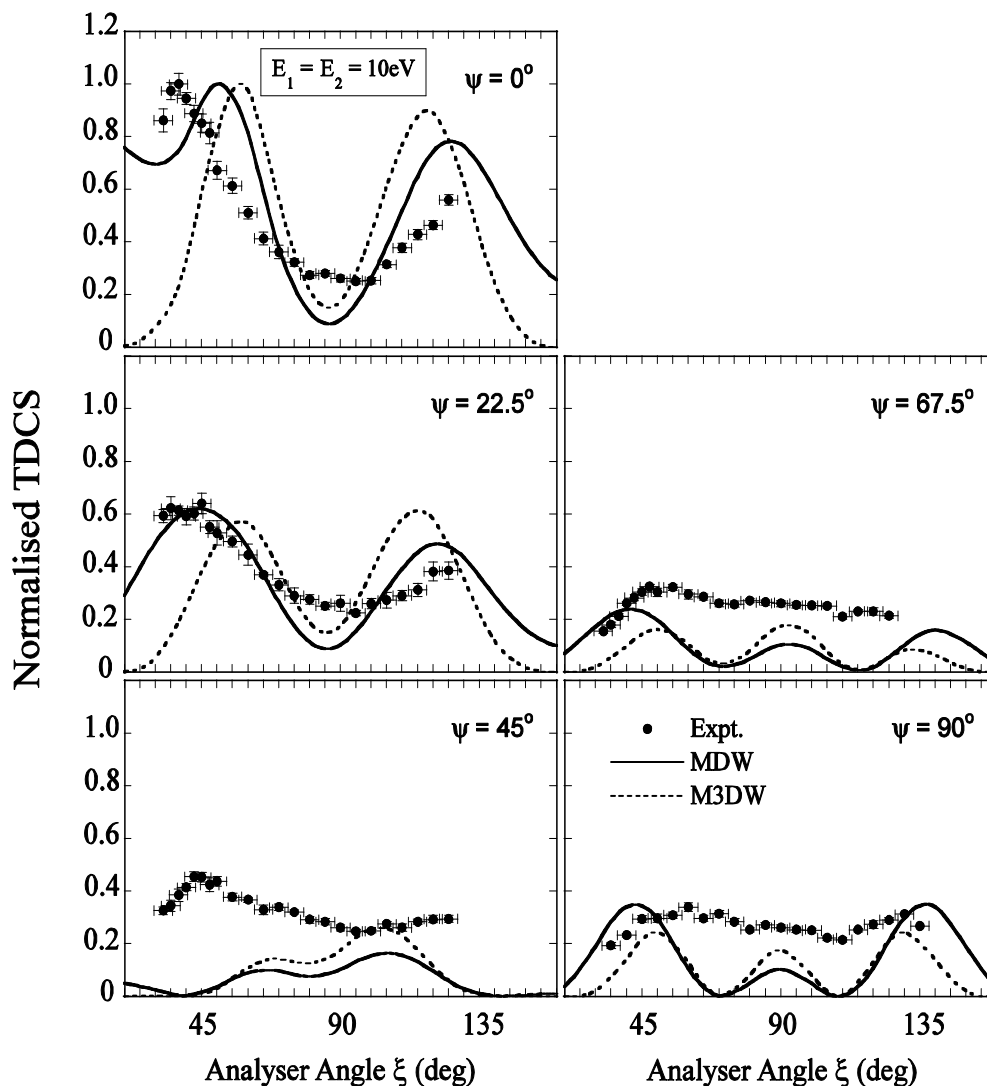 Normalised TDCS
1.2
1.0
0.8
0.6
0.4
0.2
0
E1 = E2 = 10eV
ψ = 0°
1.0
0.8
0.6
0.4
0.2
0
ψ = 22.5°
ψ = 67.5°
1.0
0.8
0.6
0.4
0.2
0
ψ = 45°
ψ = 90°
Expt.
MDW
M3DW
45 90 135
45 90 135
Analyser Angle ξ (deg)
Analyser Angle ξ (deg)